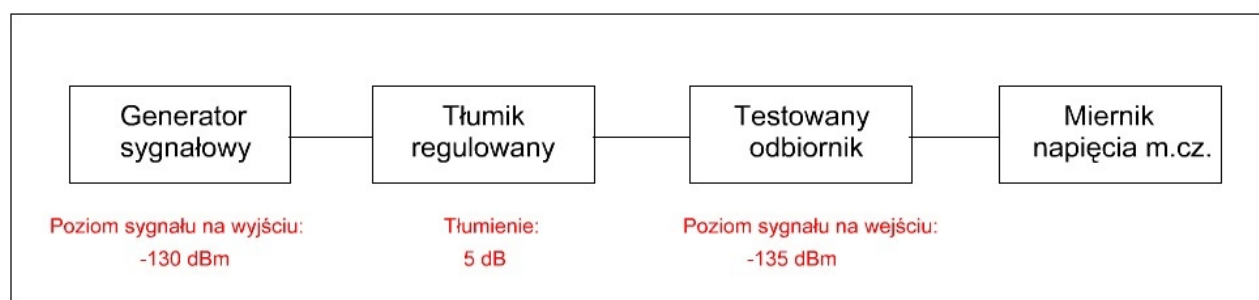 Generator
sygnałowy
Tłumik
regulowany
Testowany
odbiornik
Miernik
napięcia m.cz.
Poziom sygnału na wyjściu:
-130 dBm
Tłumienie:
5 dB
Poziom sygnału na wejściu:
-135 dBm